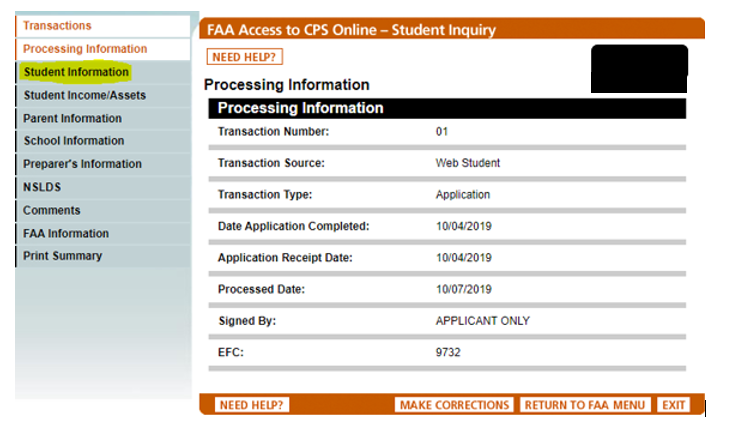 Transactions
Processing Information
Student Information
Student Income/Assets
Parent Information
School Information
Preparer's Information
NSLDS
Comments
FAA Information
Print Summary
FAA Access to CPS Online – Student Inquiry
NEED HELP?
Processing Information
Processing Information
Transaction Number: 01
Transaction Source: Web Student
Transaction Type: Application
Date Application Completed: 10/04/2019
Application Receipt Date: 10/04/2019
Processed Date: 10/07/2019
Signed By: APPLICANT ONLY
EFC: 9732
NEED HELP? MAKE CORRECTIONS RETURN TO FAA MENU EXIT